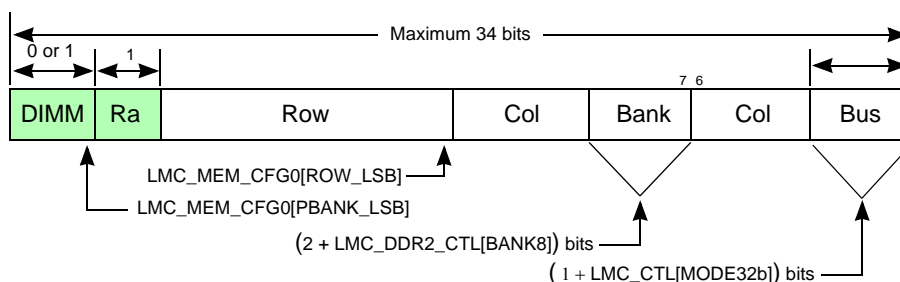 Maximum 34 bits
0 or 1 1
7 6
DIMM Ra Row Col Bank Col Bus
LMC_MEM_CFG0[ROW_LSB]
LMC_MEM_CFG0[PBANK_LSB]
(2 + LMC_DDR2_CTL[BANK8]) bits
( 1 + LMC_CTL[MODE32b]) bits